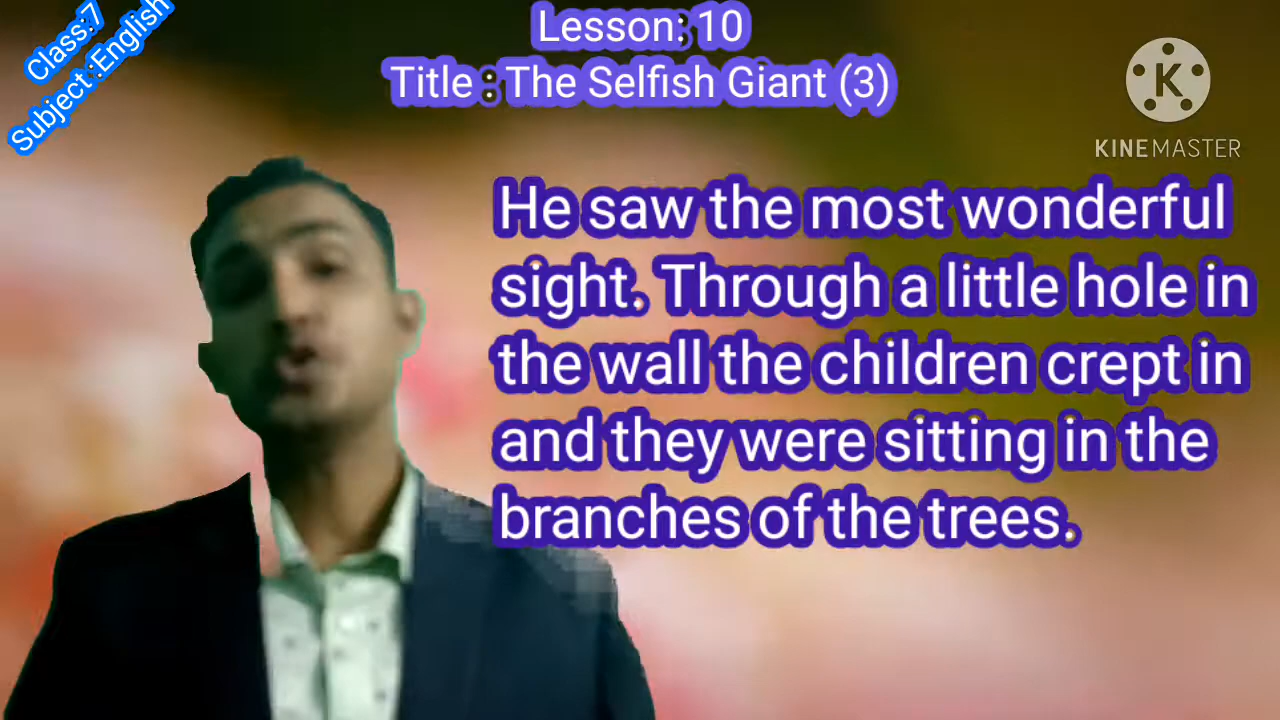 Class:7
Subject:English
Lesson: 10
Title : The Selfish Giant (3)
KINEMASTER
He saw the most wonderful
sight. Through a little hole in
the wall the children crept in
and they were sitting in the
branches of the trees.